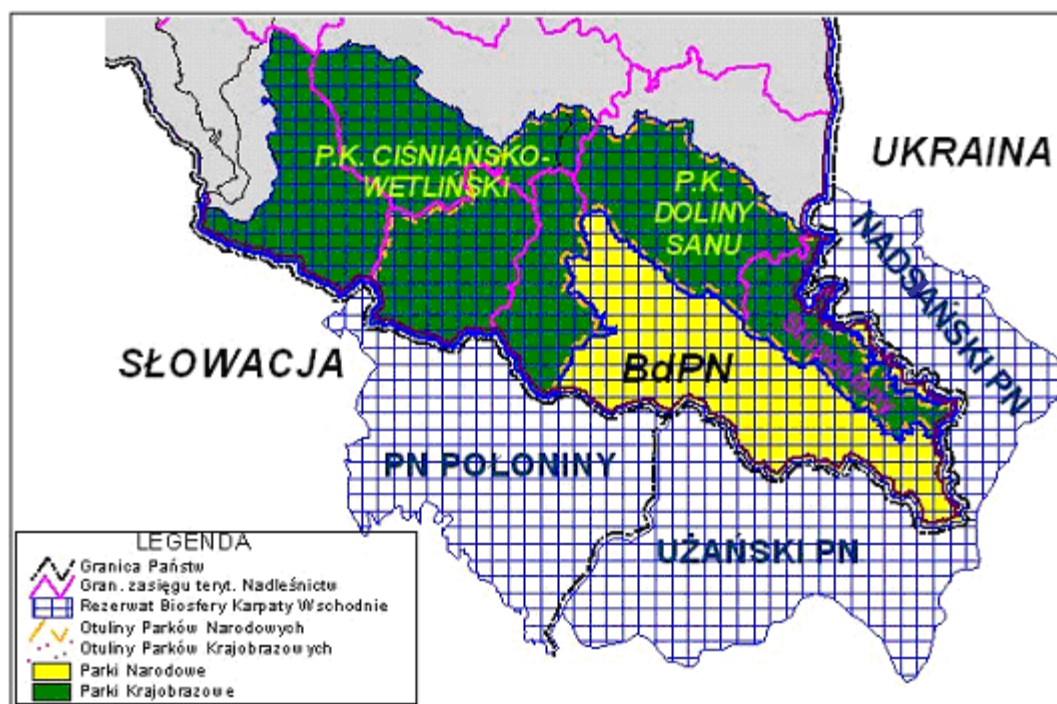 P.K. CIŚNIAŃSKO-
WETLIŃSKI
P.K.
DOLINY
SANU
UKRAINA
NADSIAŃSKI PN
SŁOWACJA
BdPN
PN POLONINY
UŻAŃSKI PN
LEGENDA
Granica Państw
Gran. zasięgu teryt. Nadleśnictw
Rezerwat Biosfery Karpaty Wschodnie
Otuliny Parków Narodowych
Otuliny Parków Krajobrazowych
Parki Narodowe
Parki Krajobrazowe